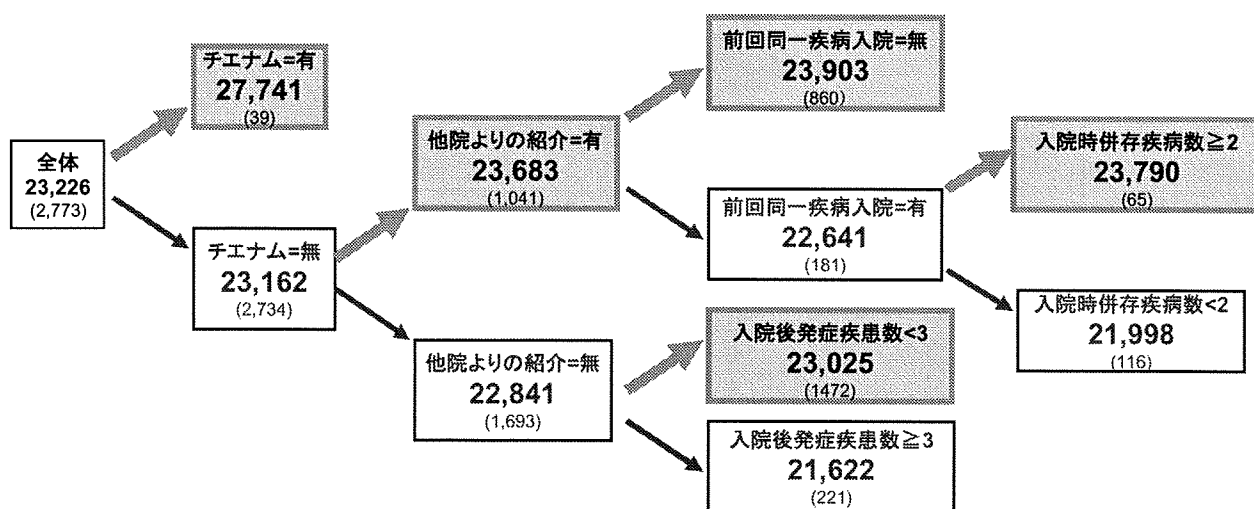 全体
23,226
(2,773)
チエナム=有
27,741
(39)
チエナム=無
23,162
(2,734)
他院よりの紹介=有
23,683
(1,041)
他院よりの紹介=無
22,841
(1,693)
前回同一疾病入院=無
23,903
(860)
前回同一疾病入院=有
22,641
(181)
入院後発症疾患数<3
23,025
(1472)
入院後発症疾患数≧3
21,622
(221)
入院時併存疾病数≧2
23,790
(65)
入院時併存疾病数<2
21,998
(116)